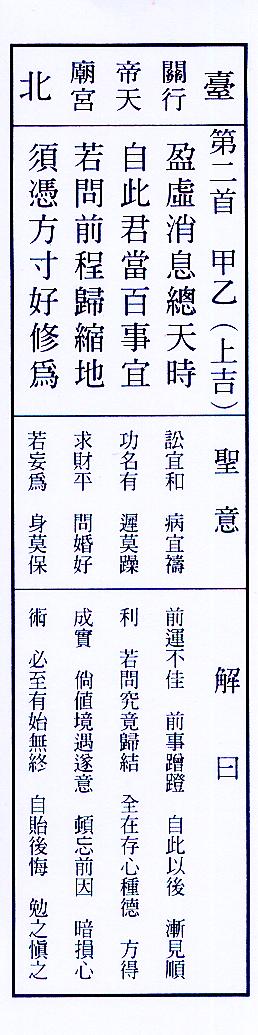 臺北
行天宮
關帝廟
第二首 甲乙(上吉)
盈虛消息總天時
自此君當百事宜
若問前程歸縮地
須憑方寸好修為
聖意
訟宜和 病宜禱
功名有 遲莫躁
求財平 問婚好
若妄為 身莫保
解曰
前運不佳 前事蹭蹬 自此以後 漸見順
利 若問究竟歸結 全在存心種德 方得
成實 倘值境遇遂意 頓忘前因 暗損心
術 必至有始無終 自貽後悔 勉之慎之